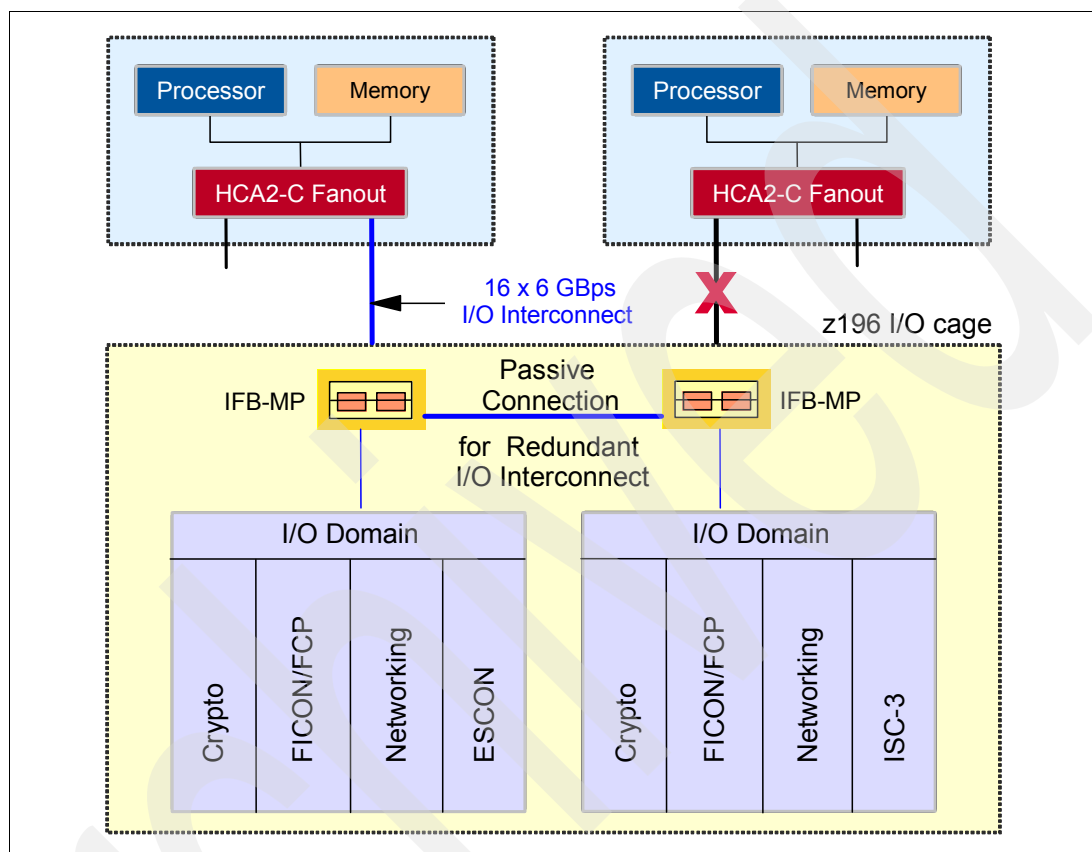 Processor
Memory
HCA2-C Fanout
Processor
Memory
HCA2-C Fanout
16 x 6 GBps
I/O Interconnect
X
z196 I/O cage
IFB-MP
Passive
Connection
IFB-MP
for Redundant
I/O Interconnect
I/O Domain
Crypto
FICON/FCP
Networking
ESCON
I/O Domain
Crypto
FICON/FCP
Networking
ISC-3